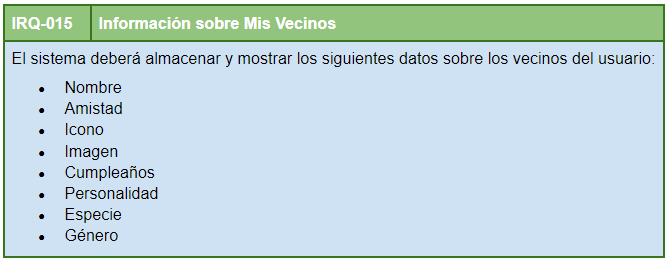 IRQ-015 Información sobre Mis Vecinos
El sistema deberá almacenar y mostrar los siguientes datos sobre los vecinos del usuario:
● Nombre
● Amistad
● Icono
● Imagen
● Cumpleaños
● Personalidad
● Especie
● Género